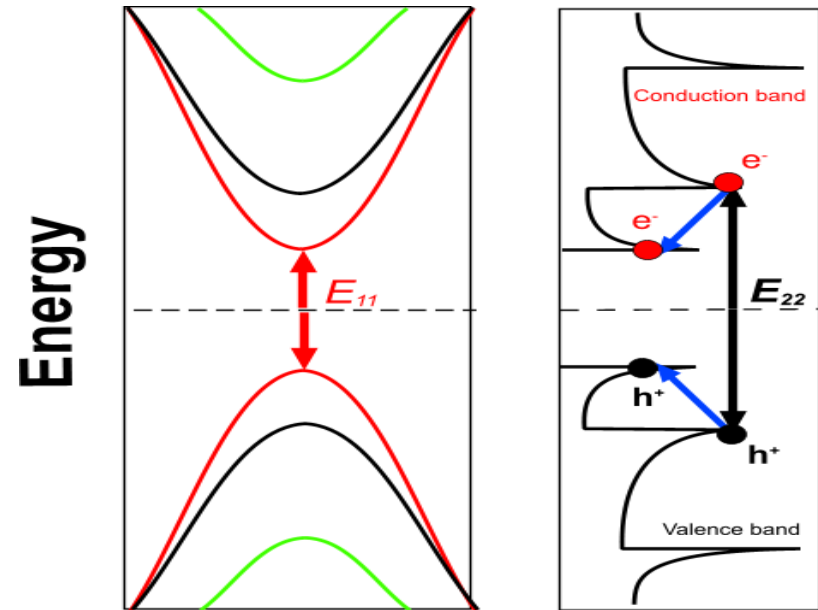 Energy
E₁₁
Conduction band
e⁻
e⁻
E₂₂
h⁺
h⁺
Valence band